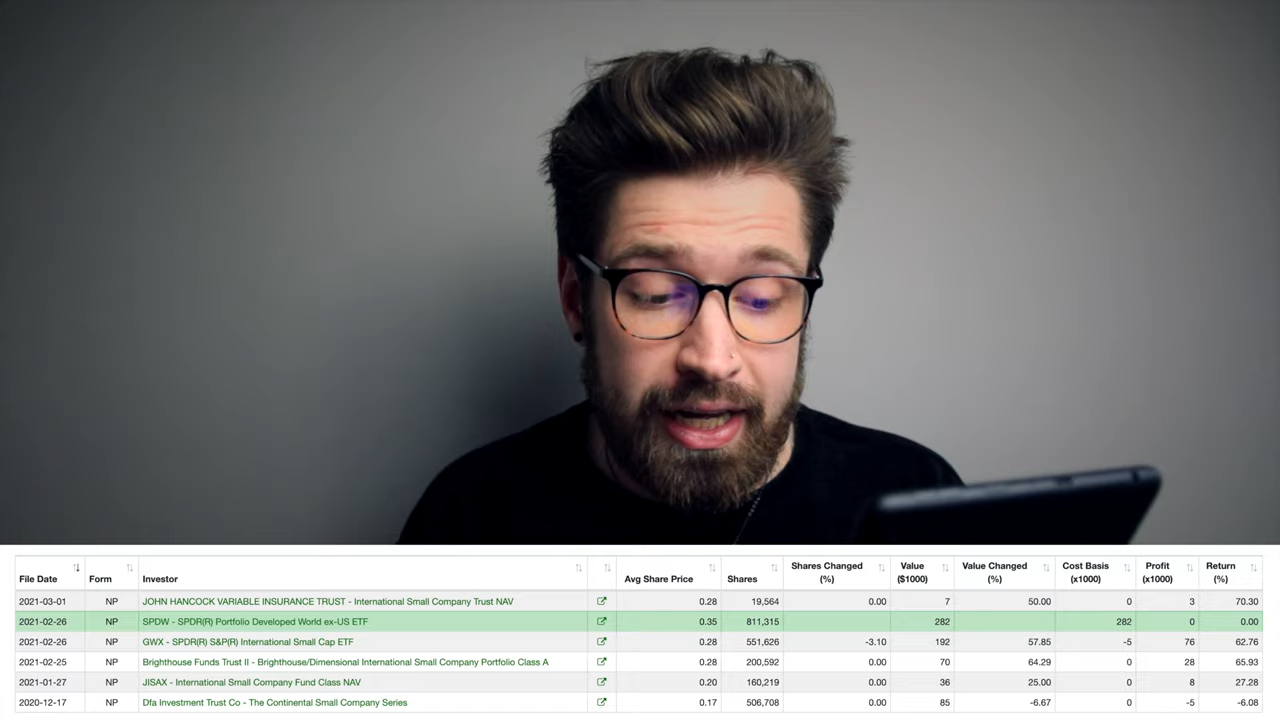 File Date Form Investor Avg Share Price Shares Shares Changed (%) Value ($1000) Value Changed (%) Cost Basis (x1000) Profit (x1000) Return (%)
2021-03-01 NP JOHN HANCOCK VARIABLE INSURANCE TRUST - International Small Company Trust NAV 0.28 19,564 0.00 7 50.00 0 3 70.30
2021-02-26 NP SPDW - SPDR(R) Portfolio Developed World ex-US ETF 0.35 811,315 282 282 0 0.00
2021-02-26 NP GWX - SPDR(R) S&P(R) International Small Cap ETF 0.28 551,626 -3.10 192 57.85 -5 76 62.76
2021-02-25 NP Brighthouse Funds Trust II - Brighthouse/Dimensional International Small Company Portfolio Class A 0.28 200,592 0.00 70 64.29 0 28 65.93
2021-01-27 NP JISAX - International Small Company Fund Class NAV 0.20 160,219 0.00 36 25.00 0 8 27.28
2020-12-17 NP Dfa Investment Trust Co - The Continental Small Company Series 0.17 506,708 0.00 85 -6.67 0 -5 -6.08